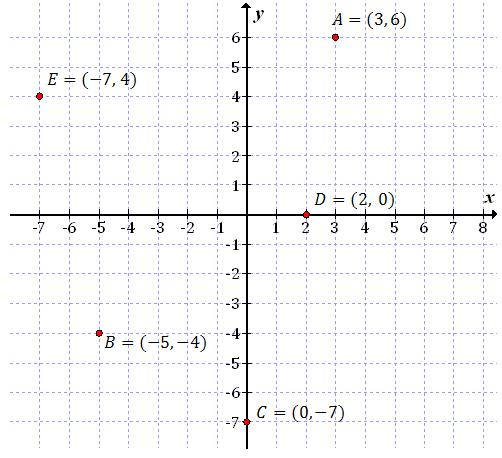 y
A = (3, 6)
6
E = (−7, 4)
5
4
3
2
1
D = (2, 0)
x
-7 -6 -5 -4 -3 -2 -1 1 2 3 4 5 6 7 8
-1
-2
-3
-4
B = (−5, −4)
-5
-6
C = (0, −7)
-7